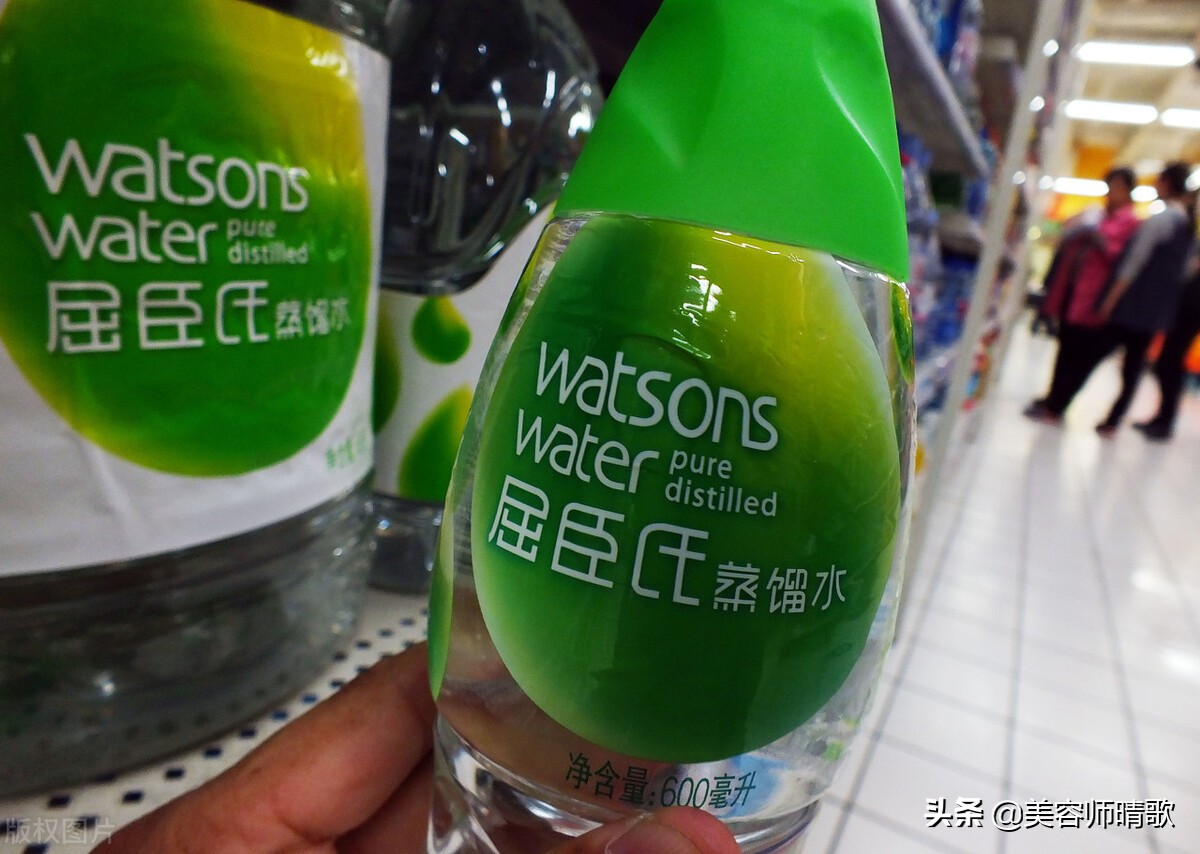 watsons
water pure
distilled
屈臣氏 蒸馏水
watsons
water pure
distilled
屈臣氏 蒸馏水
净含量:600毫升
版权图片
头条 @美容师晴歌